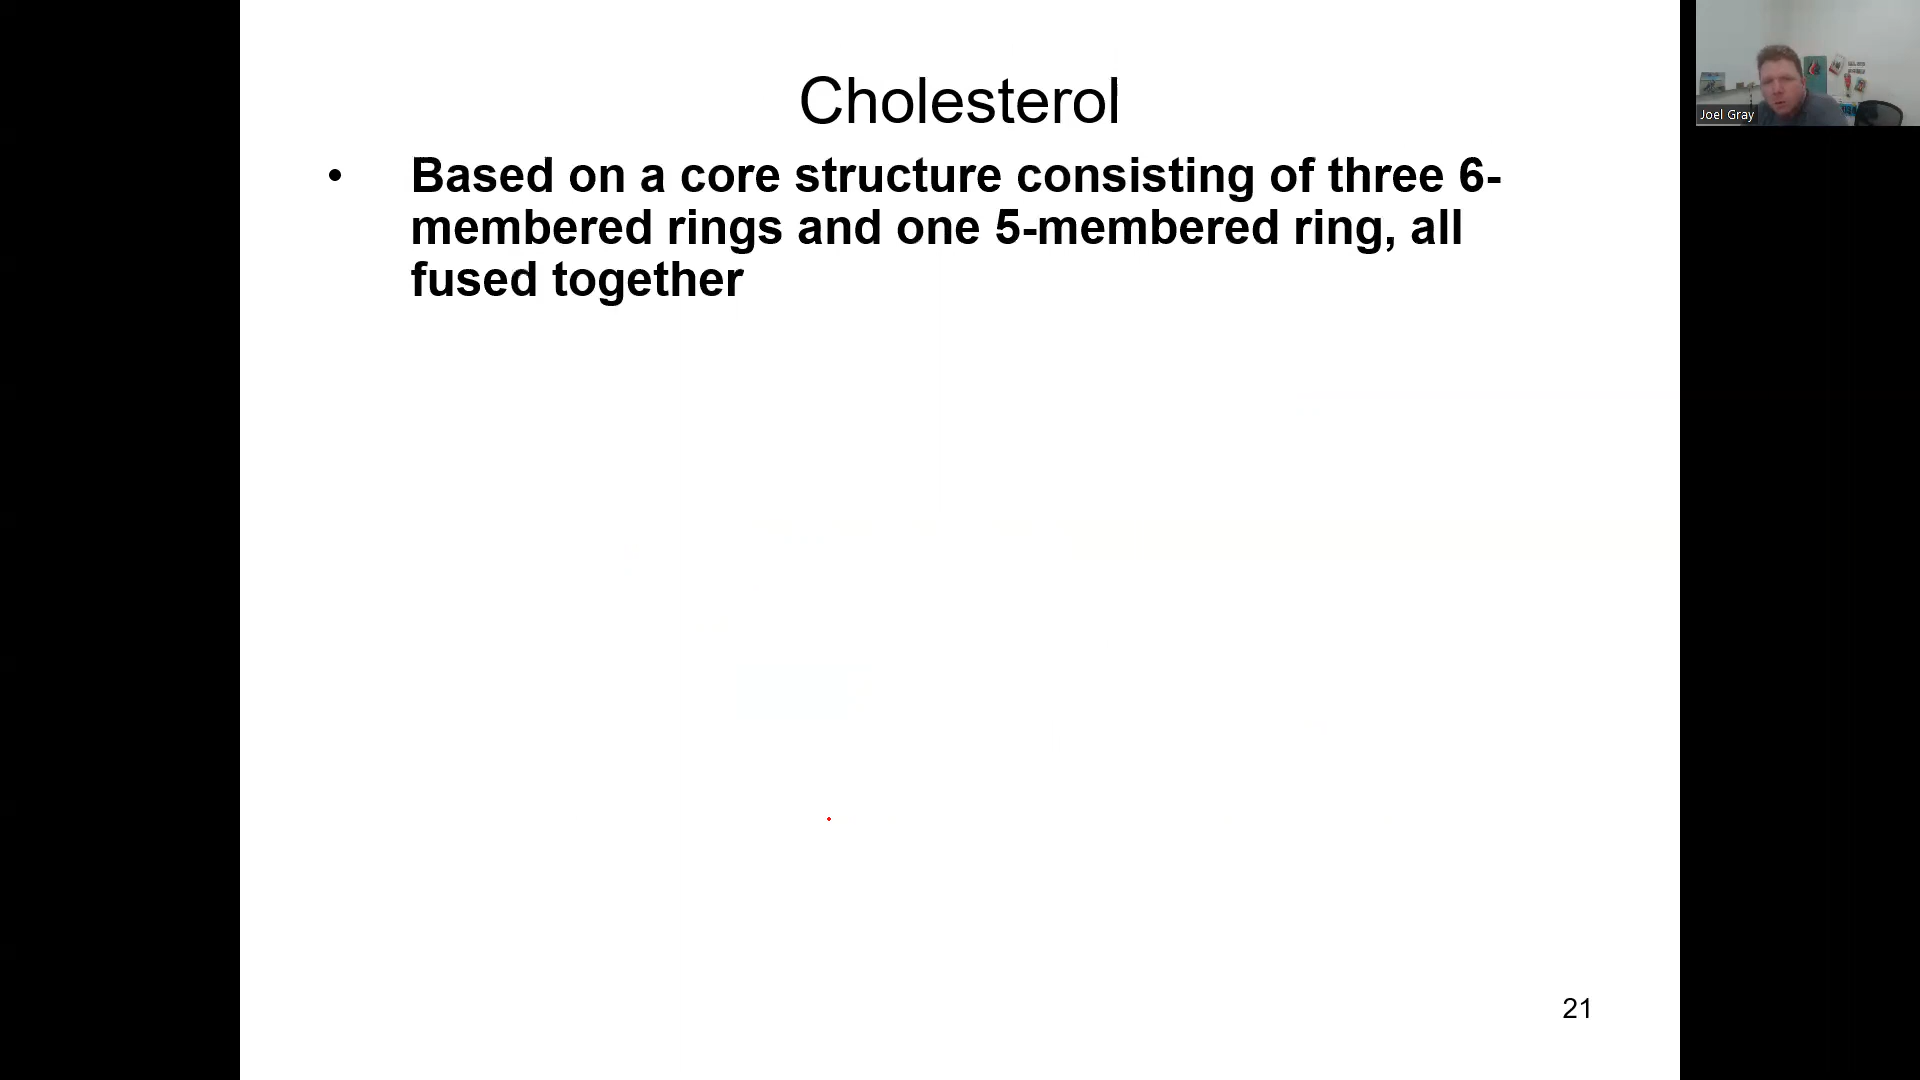 Cholesterol
• Based on a core structure consisting of three 6-
membered rings and one 5-membered ring, all
fused together
21
Joel Gray